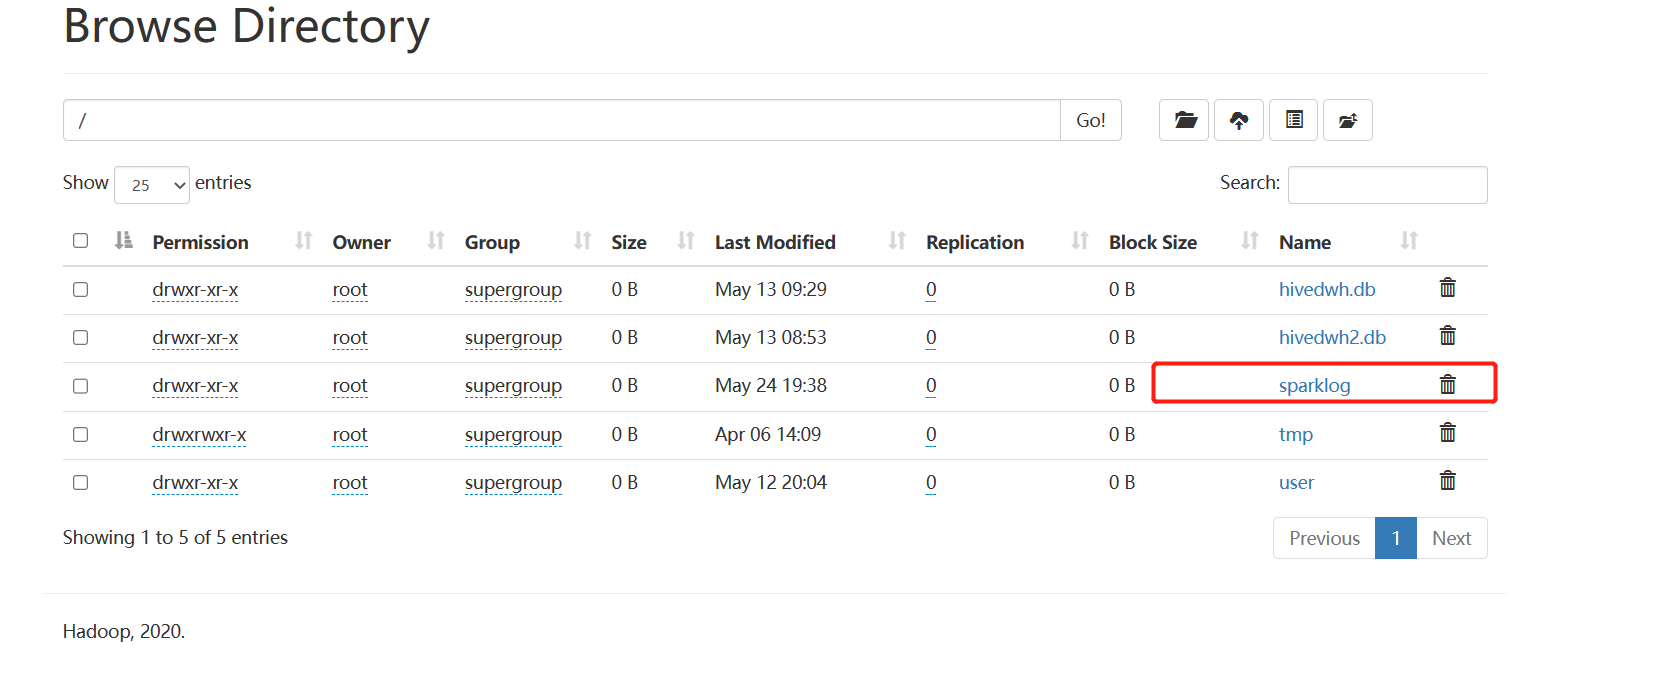 Browse Directory
/ Go!
Show 25 entries Search:
Permission Owner Group Size Last Modified Replication Block Size Name
drwxr-xr-x root supergroup 0 B May 13 09:29 0 0 B hivedwh.db
drwxr-xr-x root supergroup 0 B May 13 08:53 0 0 B hivedwh2.db
drwxr-xr-x root supergroup 0 B May 24 19:38 0 0 B sparklog
drwxrwxr-x root supergroup 0 B Apr 06 14:09 0 0 B tmp
drwxr-xr-x root supergroup 0 B May 12 20:04 0 0 B user
Showing 1 to 5 of 5 entries Previous 1 Next
Hadoop, 2020.